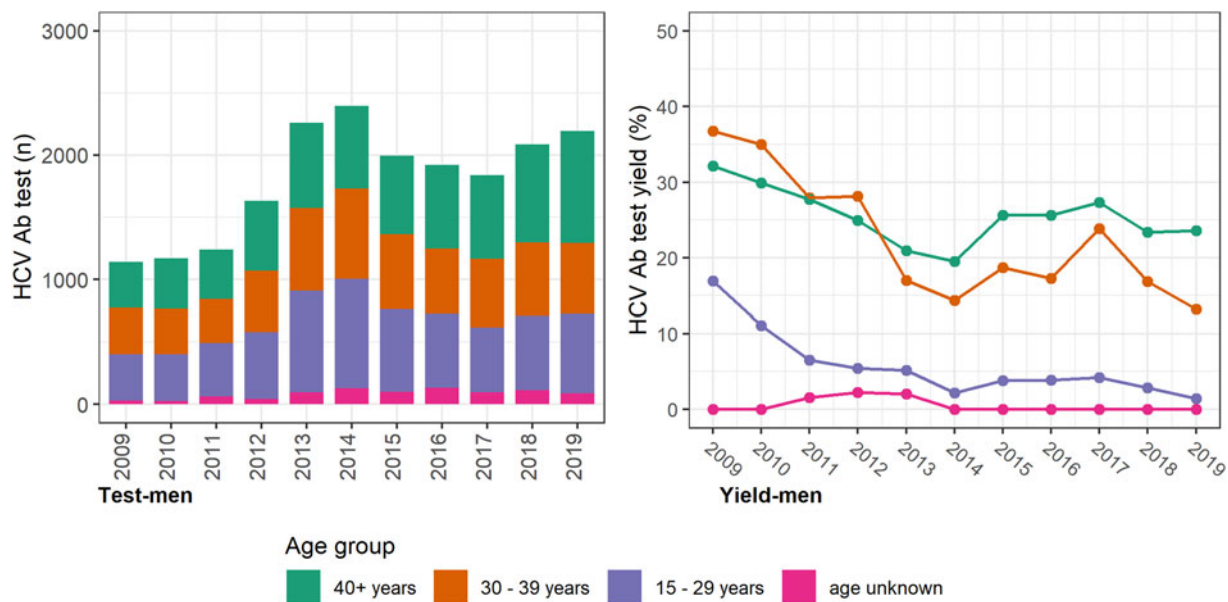 HCV Ab test (n)
3000
2000
1000
0
2009 2010 2011 2012 2013 2014 2015 2016 2017 2018 2019
Test-men
HCV Ab test yield (%)
50
40
30
20
10
0
2009 2010 2011 2012 2013 2014 2015 2016 2017 2018 2019
Yield-men
Age group
40+ years 30 - 39 years 15 - 29 years age unknown